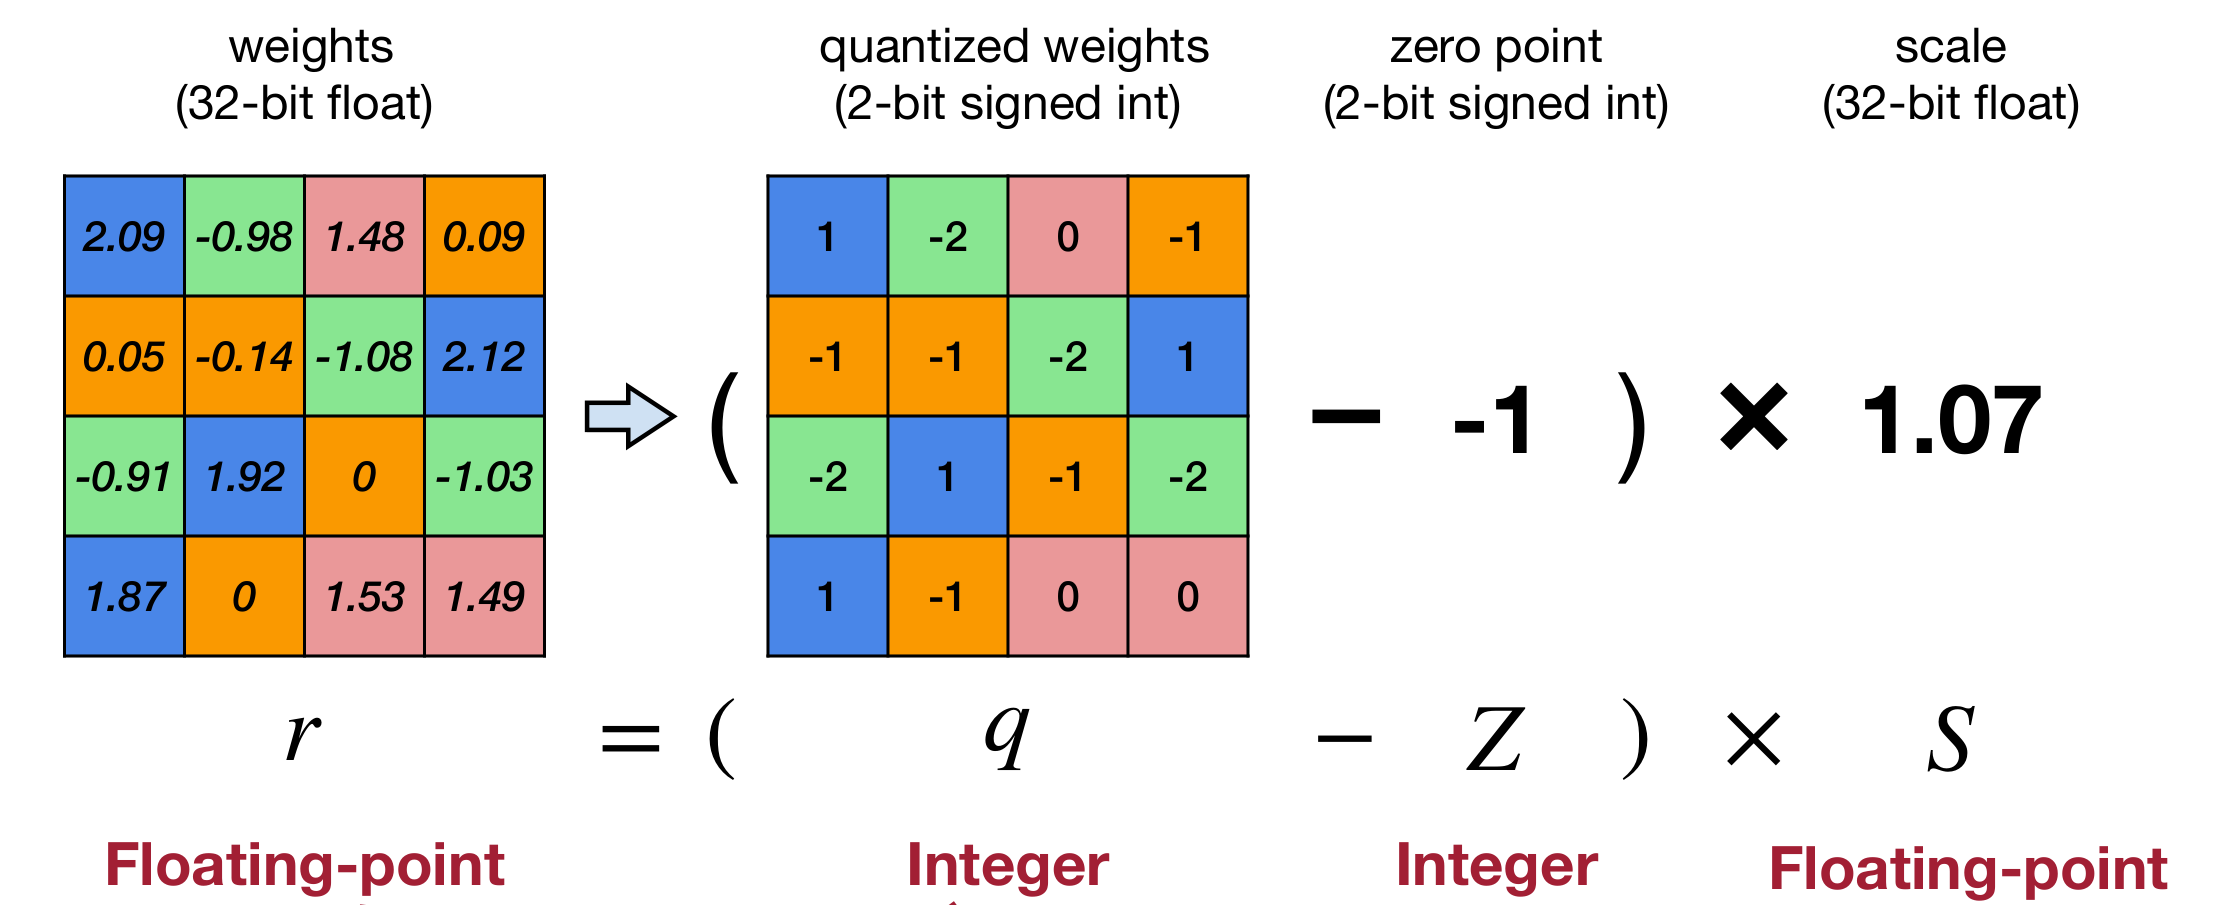 weights quantized weights zero point scale
(32-bit float) (2-bit signed int) (2-bit signed int) (32-bit float)
2.09 -0.98 1.48 0.09 1 -2 0 -1
0.05 -0.14 -1.08 2.12 -1 -1 -2 1
( − -1 ) × 1.07
-0.91 1.92 0 -1.03 -2 1 -1 -2
1.87 0 1.53 1.49 1 -1 0 0
r = ( q − Z ) × S
Floating-point Integer Integer Floating-point